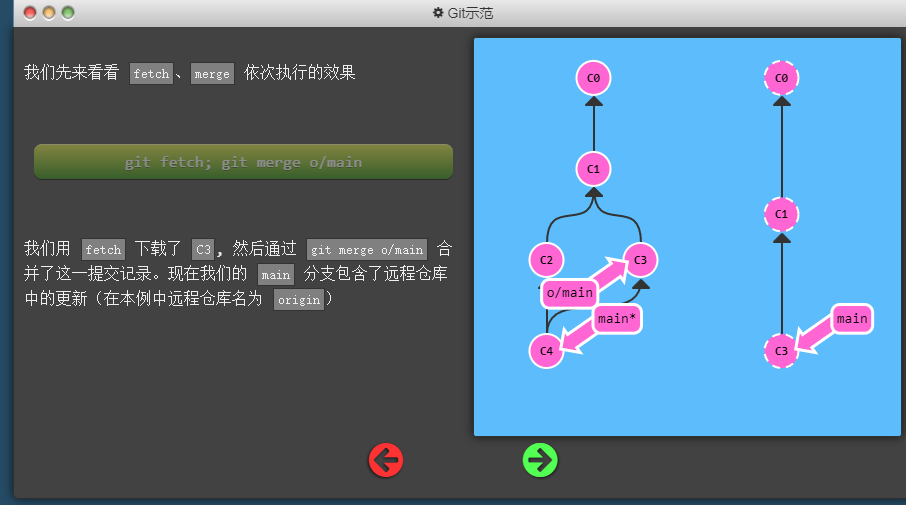 Git示范
我们先来看看 fetch、merge 依次执行的效果
git fetch; git merge o/main
我们用 fetch 下载了 C3, 然后通过 git merge o/main 合
并了这一提交记录。现在我们的 main 分支包含了远程仓库
中的更新（在本例中远程仓库名为 origin）
C0
C1
C2
C3
o/main
main*
C4
C0
C1
main
C3